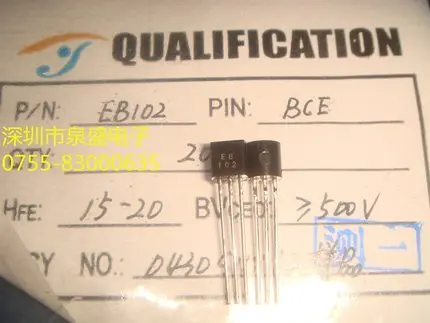 QUALIFICATION
P/N: EB102 PIN: BCE
深圳市泉盛电子
0755-83000635
EB
102
HFE: 15-20 ≥500V
NO.: